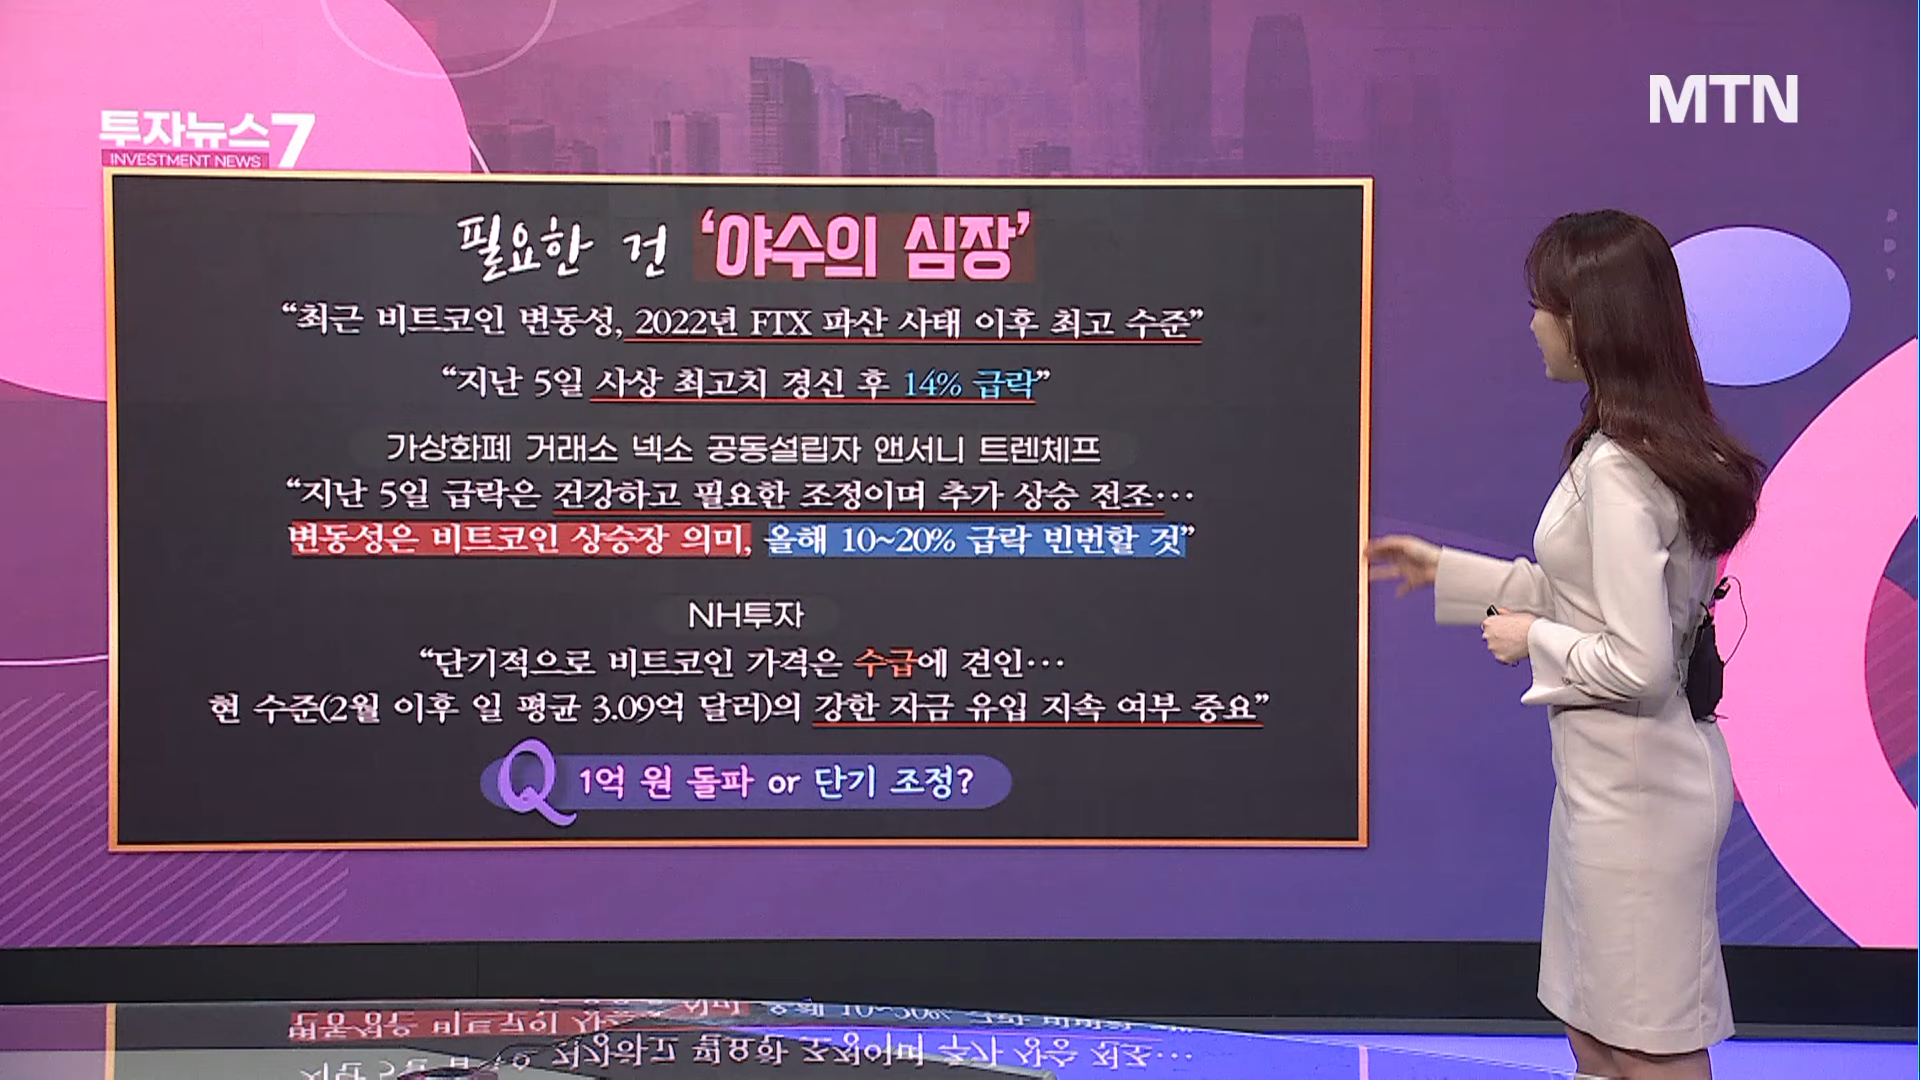 MTN
투자뉴스7
INVESTMENT NEWS
필요한 건 ‘야수의 심장’
“최근 비트코인 변동성, 2022년 FTX 파산 사태 이후 최고 수준”
“지난 5일 사상 최고치 경신 후 14% 급락”
가상화폐 거래소 넥소 공동설립자 앤서니 트렌체프
“지난 5일 급락은 건강하고 필요한 조정이며 추가 상승 전조…
변동성은 비트코인 상승장 의미, 올해 10~20% 급락 빈번할 것”
NH투자
“단기적으로 비트코인 가격은 수급에 견인…
현 수준(2월 이후 일 평균 3.09억 달러)의 강한 자금 유입 지속 여부 중요”
Q 1억 원 돌파 or 단기 조정?